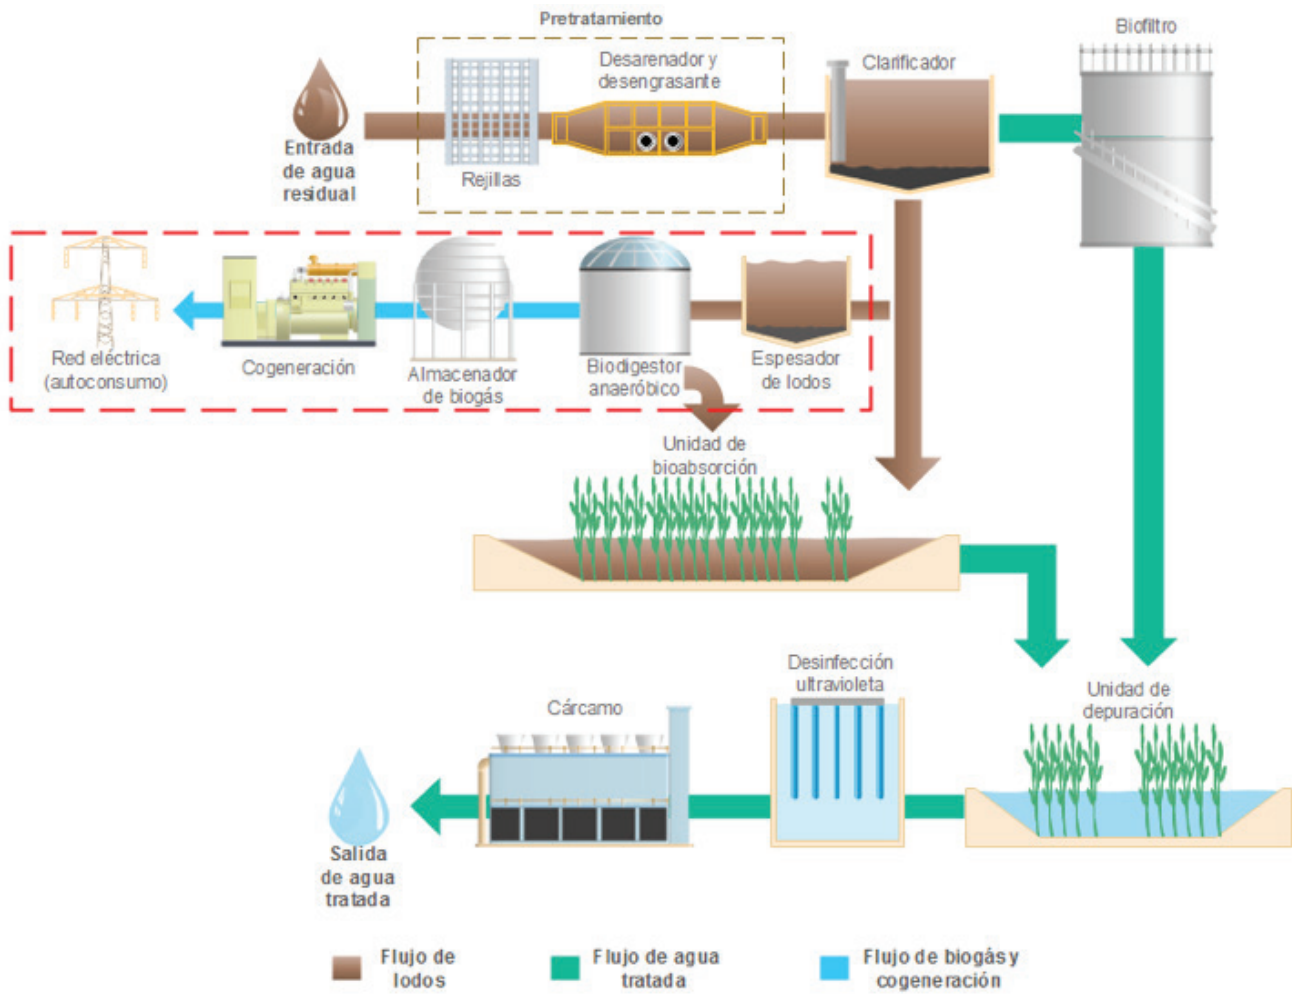 Pretratamiento
Biofiltro
Desarenador y
desengrasante
Clarificador
Entrada
de agua
residual
Rejillas
Red eléctrica
(autoconsumo)
Cogeneración
Almacenador
de biogás
Biodigestor
anaeróbico
Espesador
de lodos
Unidad de
bioabsorción
Desinfección
ultravioleta
Unidad de
depuración
Cárcamo
Salida
de agua
tratada
Flujo de
lodos
Flujo de agua
tratada
Flujo de biogás y
cogeneración